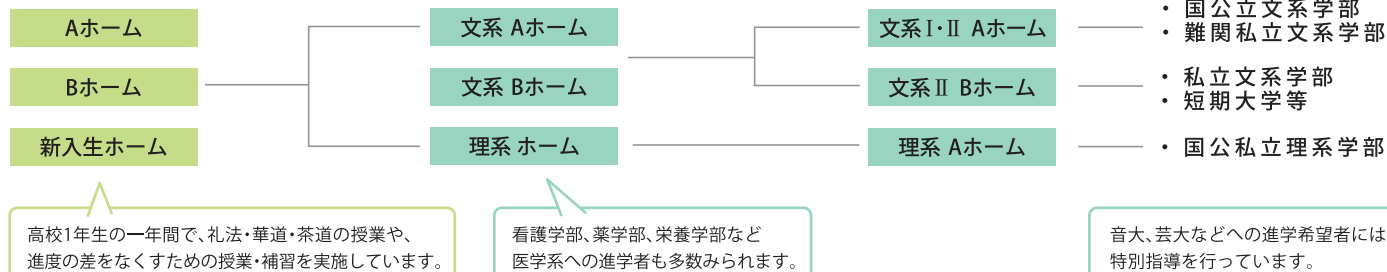 Aホーム
Bホーム
新入生ホーム
文系 Aホーム
文系 Bホーム
理系 ホーム
文系Ⅰ・Ⅱ Aホーム
文系Ⅱ Bホーム
理系 Aホーム
・ 国公立文系学部
・ 難関私立文系学部
・ 私立文系学部
・ 短期大学等
・ 国公私立理系学部
高校1年生の一年間で、礼法・華道・茶道の授業や、
進度の差をなくすための授業・補習を実施しています。
看護学部、薬学部、栄養学部など
医学系への進学者も多数みられます。
音大、芸大などへの進学希望者には
特別指導を行っています。